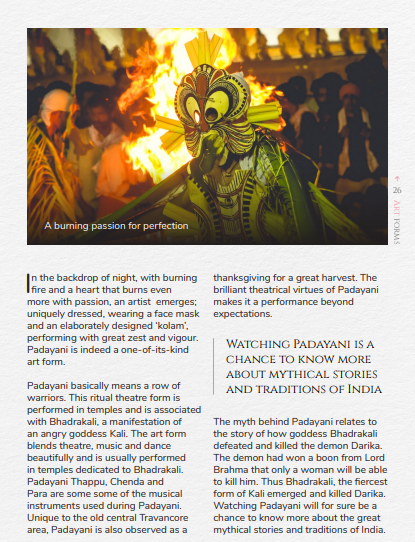 A burning passion for perfection
26
ART FORMS
In the backdrop of night, with burning
fire and a heart that burns even
more with passion, an artist emerges;
uniquely dressed, wearing a face mask
and an elaborately designed ‘kolam’,
performing with great zest and vigour.
Padayani is indeed a one-of-its-kind
art form.
Padayani basically means a row of
warriors. This ritual theatre form is
performed in temples and is associated
with Bhadrakali, a manifestation of
an angry goddess Kali. The art form
blends theatre, music and dance
beautifully and is usually performed
in temples dedicated to Bhadrakali.
Padayani Thappu, Chenda and
Para are some some of the musical
instruments used during Padayani.
Unique to the old central Travancore
area, Padayani is also observed as a
thanksgiving for a great harvest. The
brilliant theatrical virtues of Padayani
makes it a performance beyond
expectations.
Watching Padayani is a
chance to know more
about mythical stories
and traditions of India
The myth behind Padayani relates to
the story of how goddess Bhadrakali
defeated and killed the demon Darika.
The demon had won a boon from Lord
Brahma that only a woman will be able
to kill him. Thus Bhadrakali, the fiercest
form of Kali emerged and killed Darika.
Watching Padayani will for sure be a
chance to know more about the great
mythical stories and traditions of India.